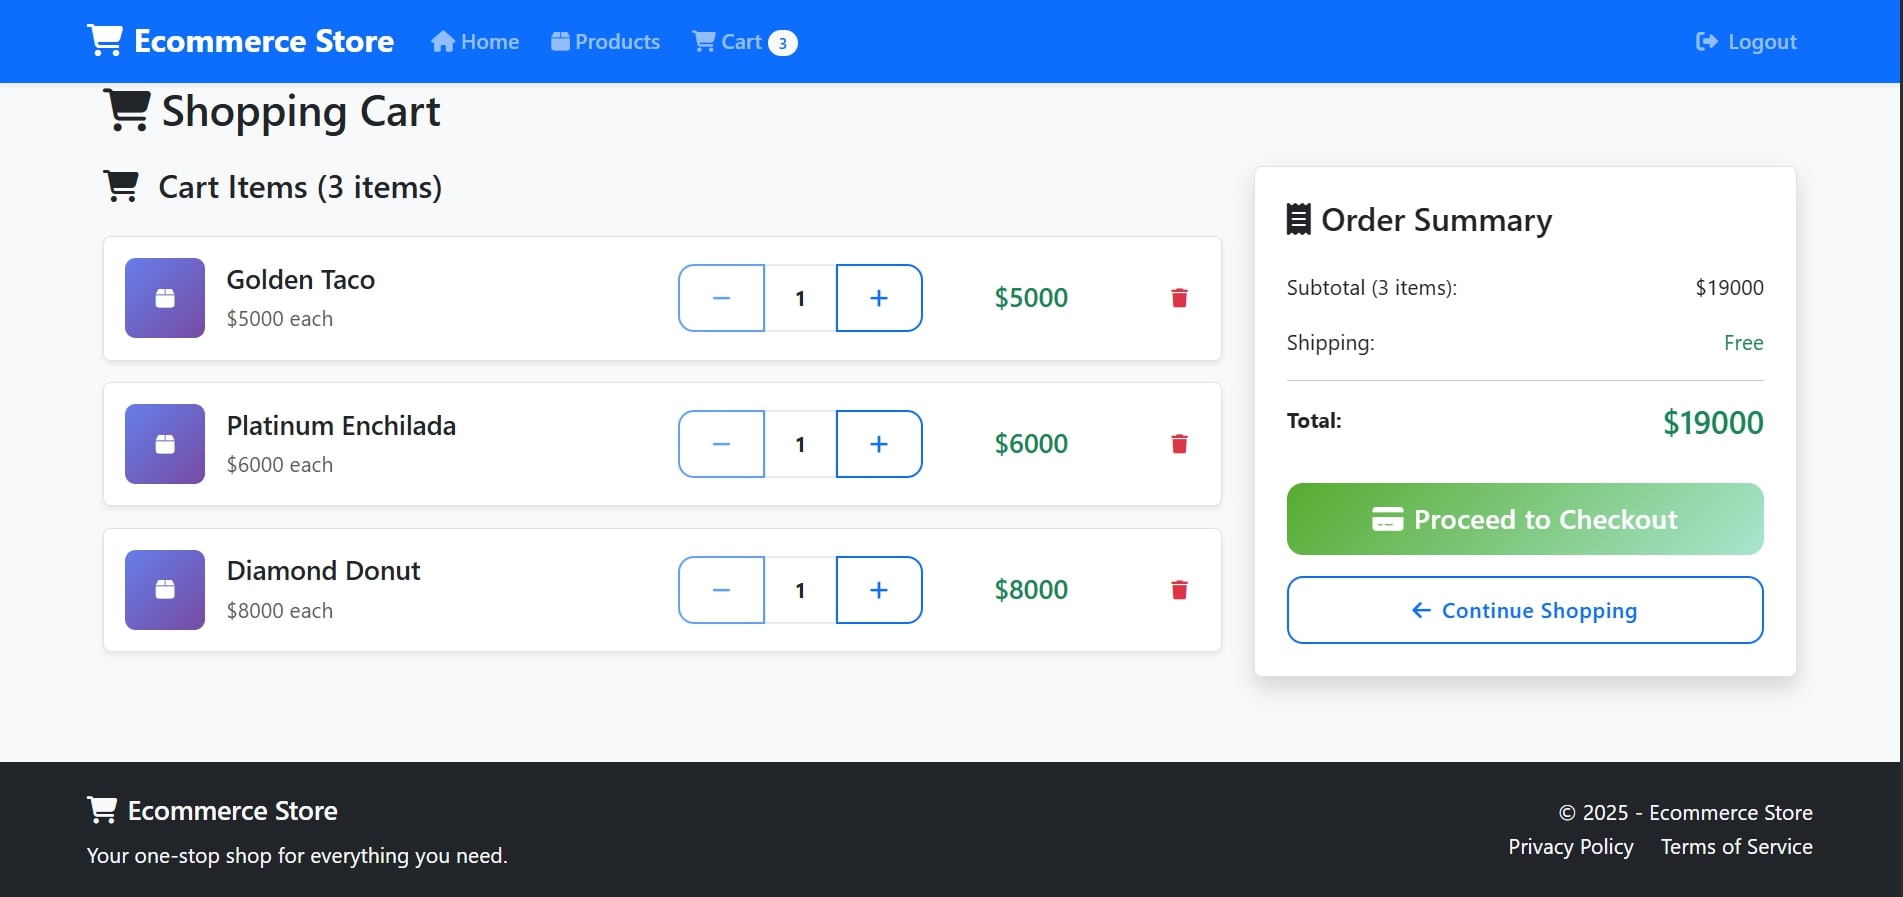 Ecommerce Store Home Products Cart 3 Logout
Shopping Cart
Cart Items (3 items)
Golden Taco
$5000 each
− 1 + $5000
Platinum Enchilada
$6000 each
− 1 + $6000
Diamond Donut
$8000 each
− 1 + $8000
Order Summary
Subtotal (3 items): $19000
Shipping: Free
Total: $19000
Proceed to Checkout
Continue Shopping
Ecommerce Store
Your one-stop shop for everything you need.
© 2025 - Ecommerce Store
Privacy Policy Terms of Service